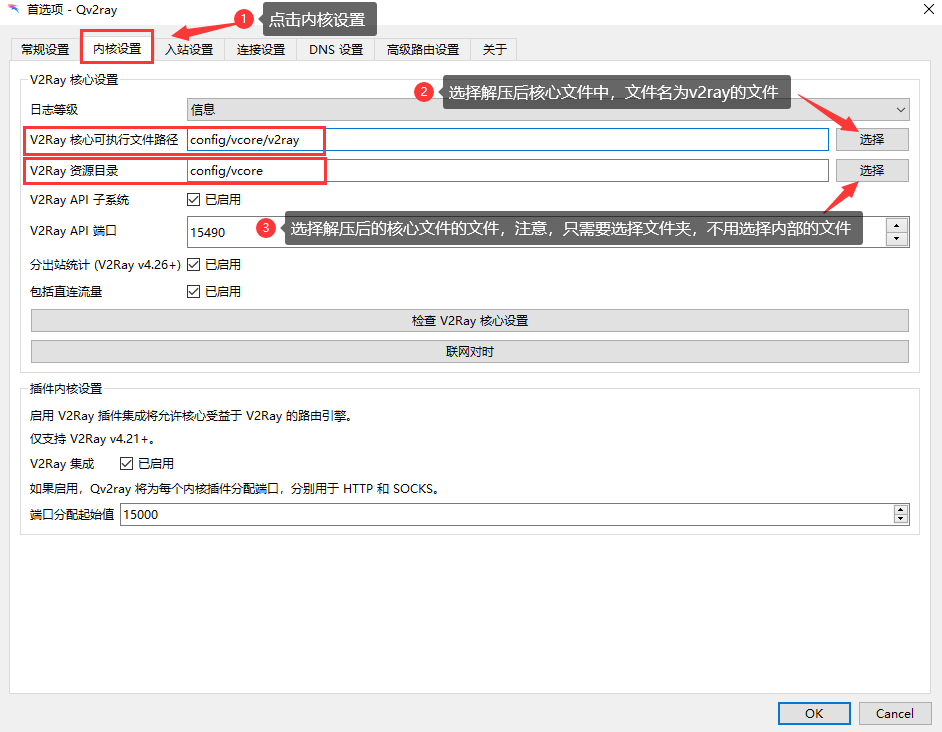 首选项 - Qv2ray
1 点击内核设置
常规设置 内核设置 入站设置 连接设置 DNS 设置 高级路由设置 关于
V2Ray 核心设置
2 选择解压后核心文件中，文件名为v2ray的文件
日志等级 信息
V2Ray 核心可执行文件路径 config/vcore/v2ray 选择
V2Ray 资源目录 config/vcore 选择
V2Ray API 子系统 已启用
3 选择解压后的核心文件的文件，注意，只需要选择文件夹，不用选择内部的文件
V2Ray API 端口 15490
分出站统计 (V2Ray v4.26+) 已启用
包括直连流量 已启用
检查 V2Ray 核心设置
联网对时
插件内核设置
启用 V2Ray 插件集成将允许核心受益于 V2Ray 的路由引擎。
仅支持 V2Ray v4.21+。
V2Ray 集成 已启用
如果启用，Qv2ray 将为每个内核插件分配端口，分别用于 HTTP 和 SOCKS。
端口分配起始值 15000
OK Cancel